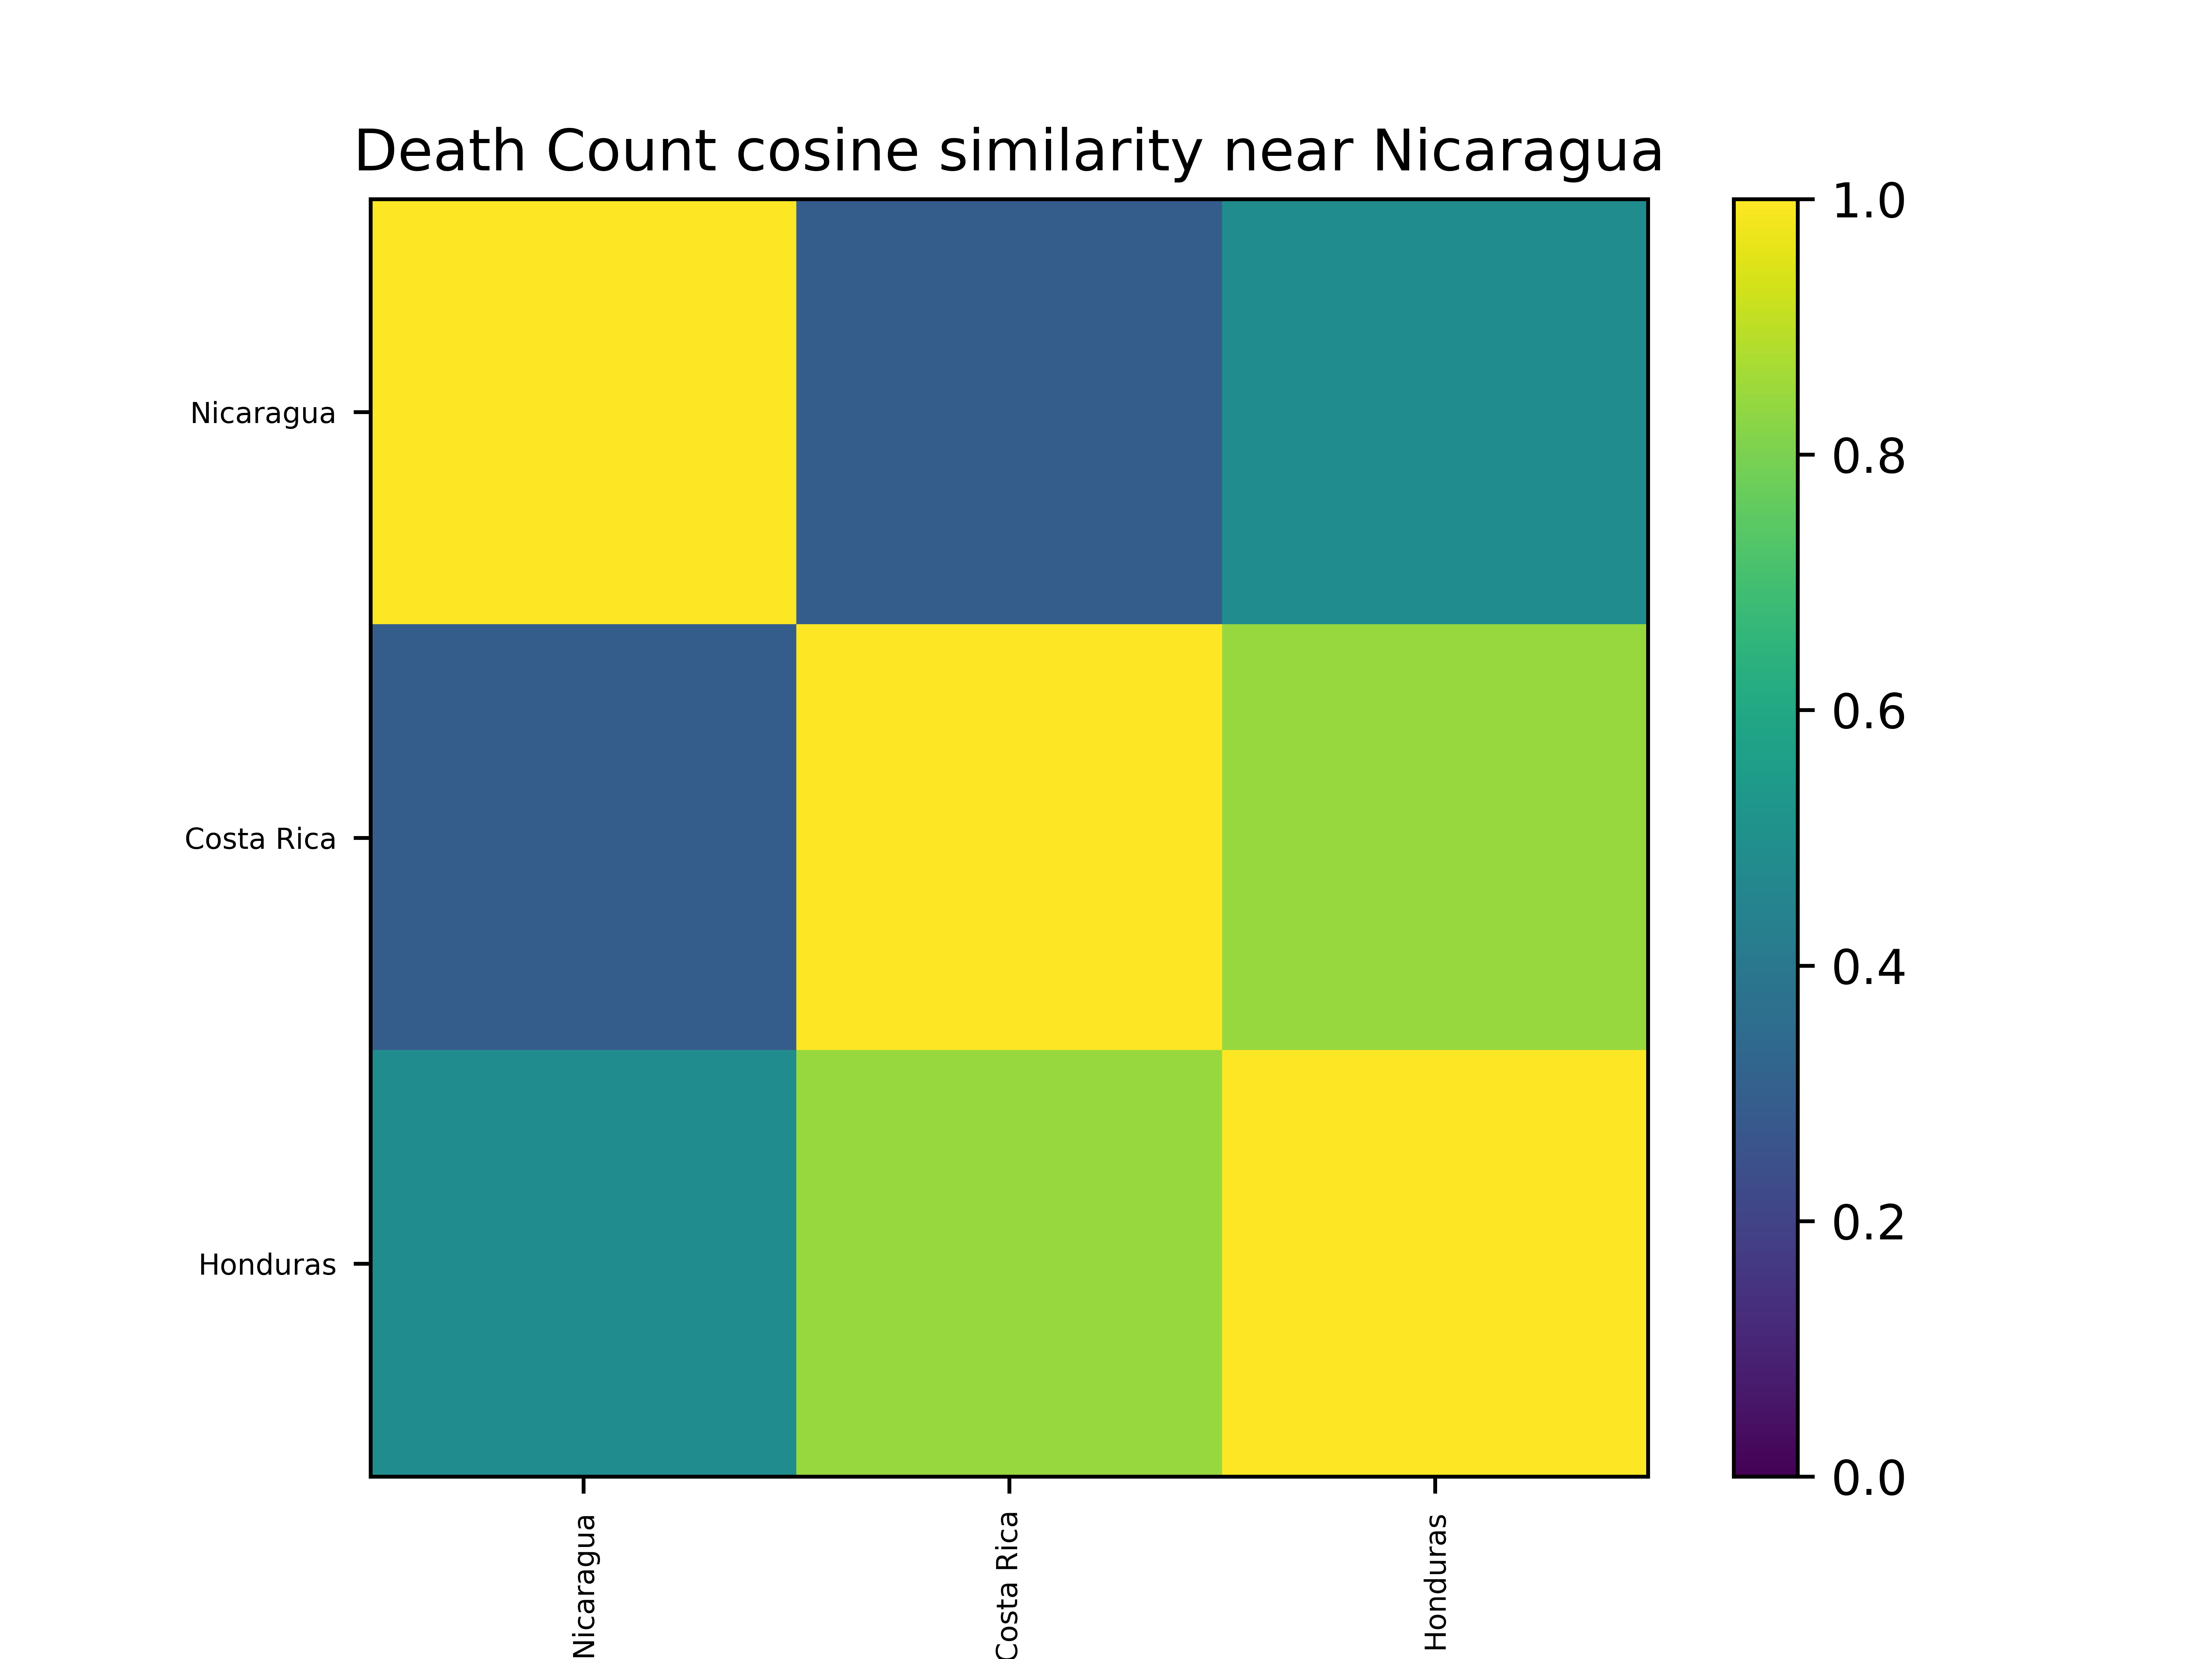 Death Count cosine similarity near Nicaragua
Nicaragua
Costa Rica
Honduras
Nicaragua
Costa Rica
Honduras
1.0
0.8
0.6
0.4
0.2
0.0